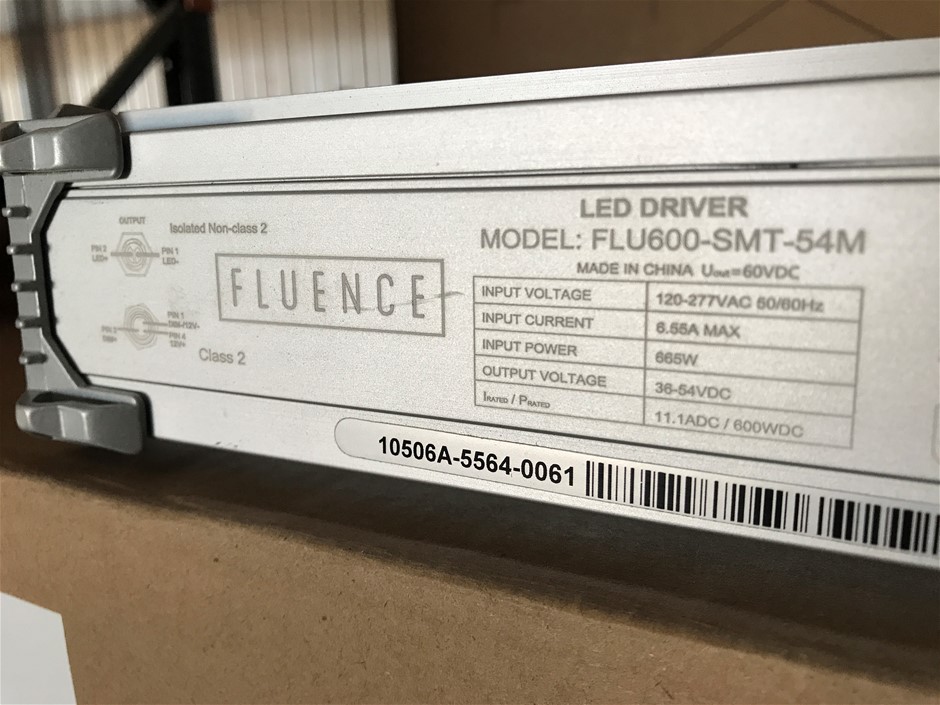 OUTPUT
Isolated Non-class 2
PIN 2
LED+
PIN 1
LED-
FLUENCE
PIN 1
DIM-/12V-
PIN 4
12V+
DIM+
Class 2
LED DRIVER
MODEL: FLU600-SMT-54M
MADE IN CHINA Uout=60VDC
INPUT VOLTAGE 120-277VAC 50/60Hz
INPUT CURRENT 6.55A MAX
INPUT POWER 665W
OUTPUT VOLTAGE 36-54VDC
IRATED / PRATED 11.1ADC / 600WDC
10506A-5564-0061